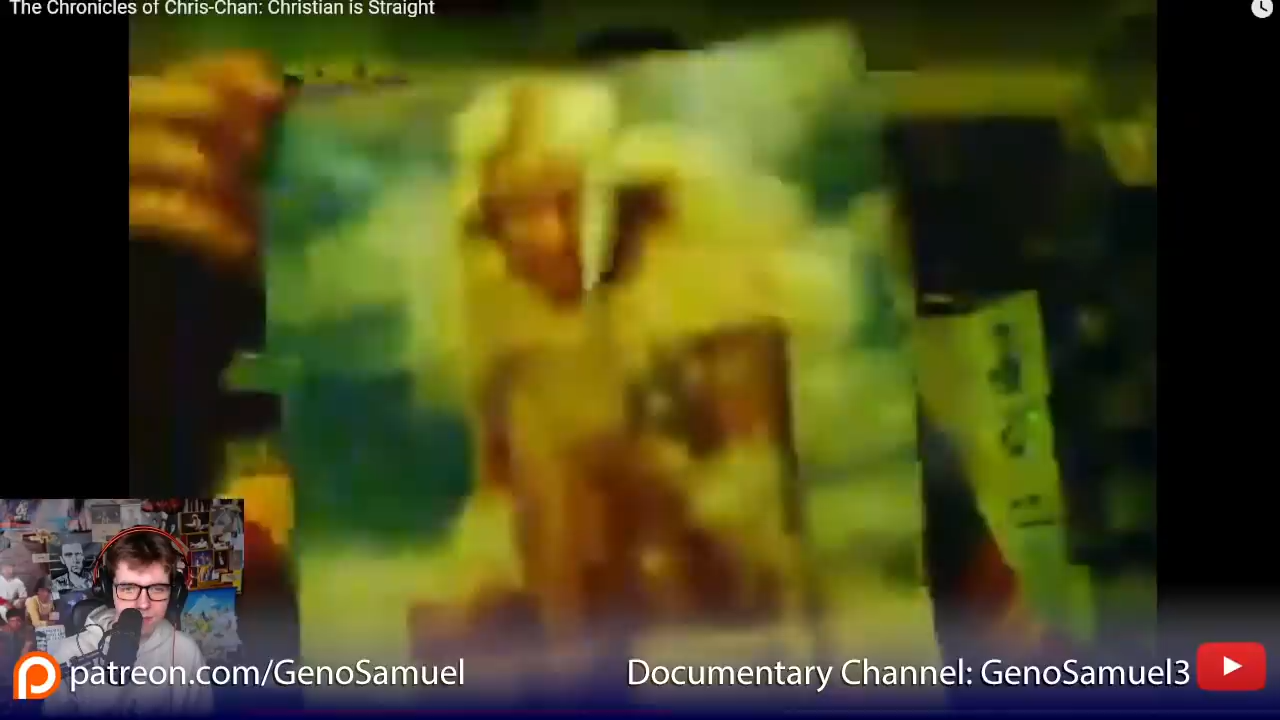 The Chronicles of Chris-Chan: Christian is Straight
patreon.com/GenoSamuel
Documentary Channel: GenoSamuel3